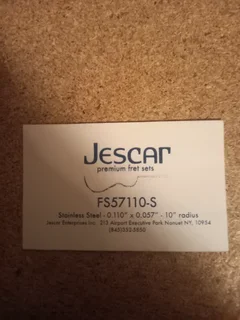 Jescar
premium fret sets
FS57110-S
Stainless Steel - 0.110" x 0.057" - 10" radius
Jescar Enterprises Inc. 213 Airport Executive Park Nanuet NY, 10954